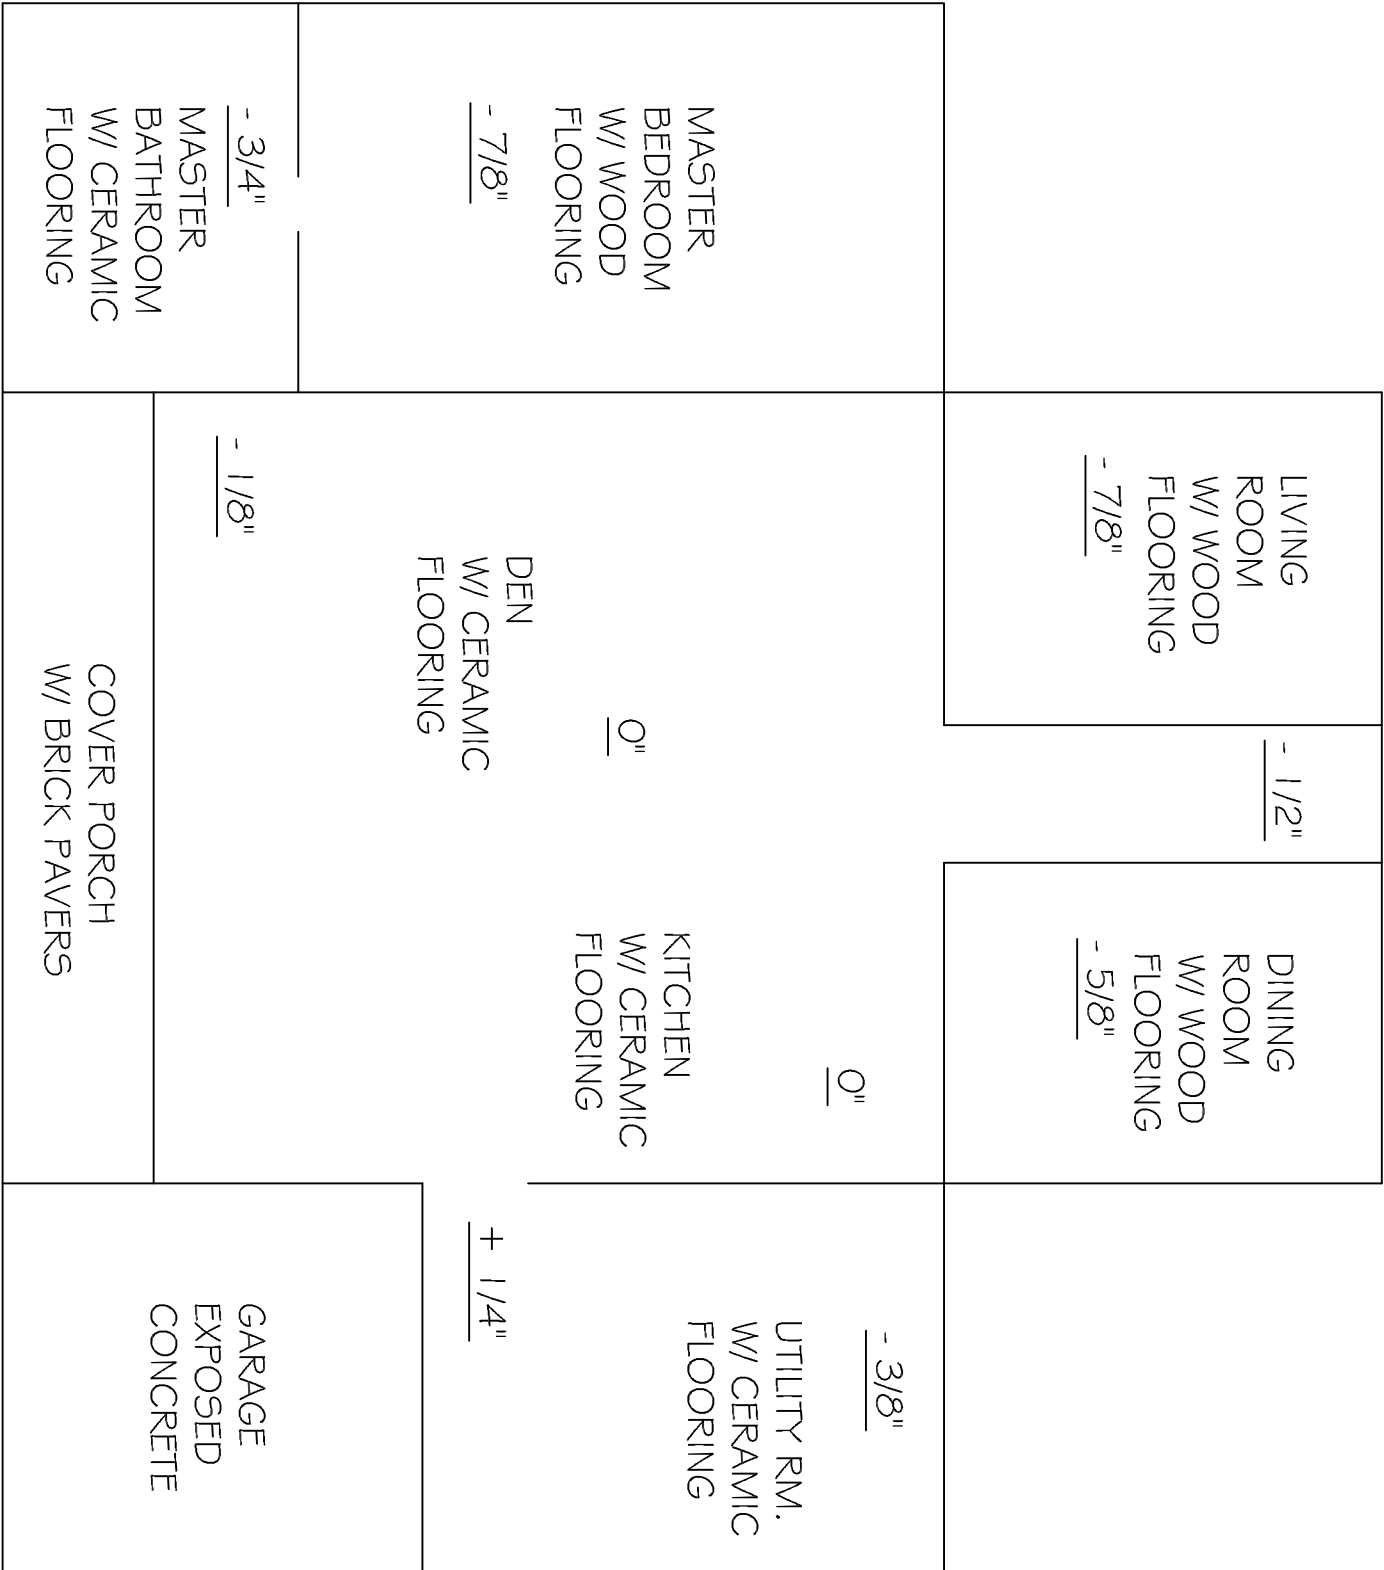 LIVING
ROOM
W/ WOOD
FLOORING
- 7/8"
- 1/2"
DINING
ROOM
W/ WOOD
FLOORING
- 5/8"
MASTER
BEDROOM
W/ WOOD
FLOORING
- 7/8"
0"
KITCHEN
W/ CERAMIC
FLOORING
0"
DEN
W/ CERAMIC
FLOORING
- 3/8"
UTILITY RM.
W/ CERAMIC
FLOORING
+ 1/4"
- 3/4"
MASTER
BATHROOM
W/ CERAMIC
FLOORING
- 1/8"
COVER PORCH
W/ BRICK PAVERS
GARAGE
EXPOSED
CONCRETE